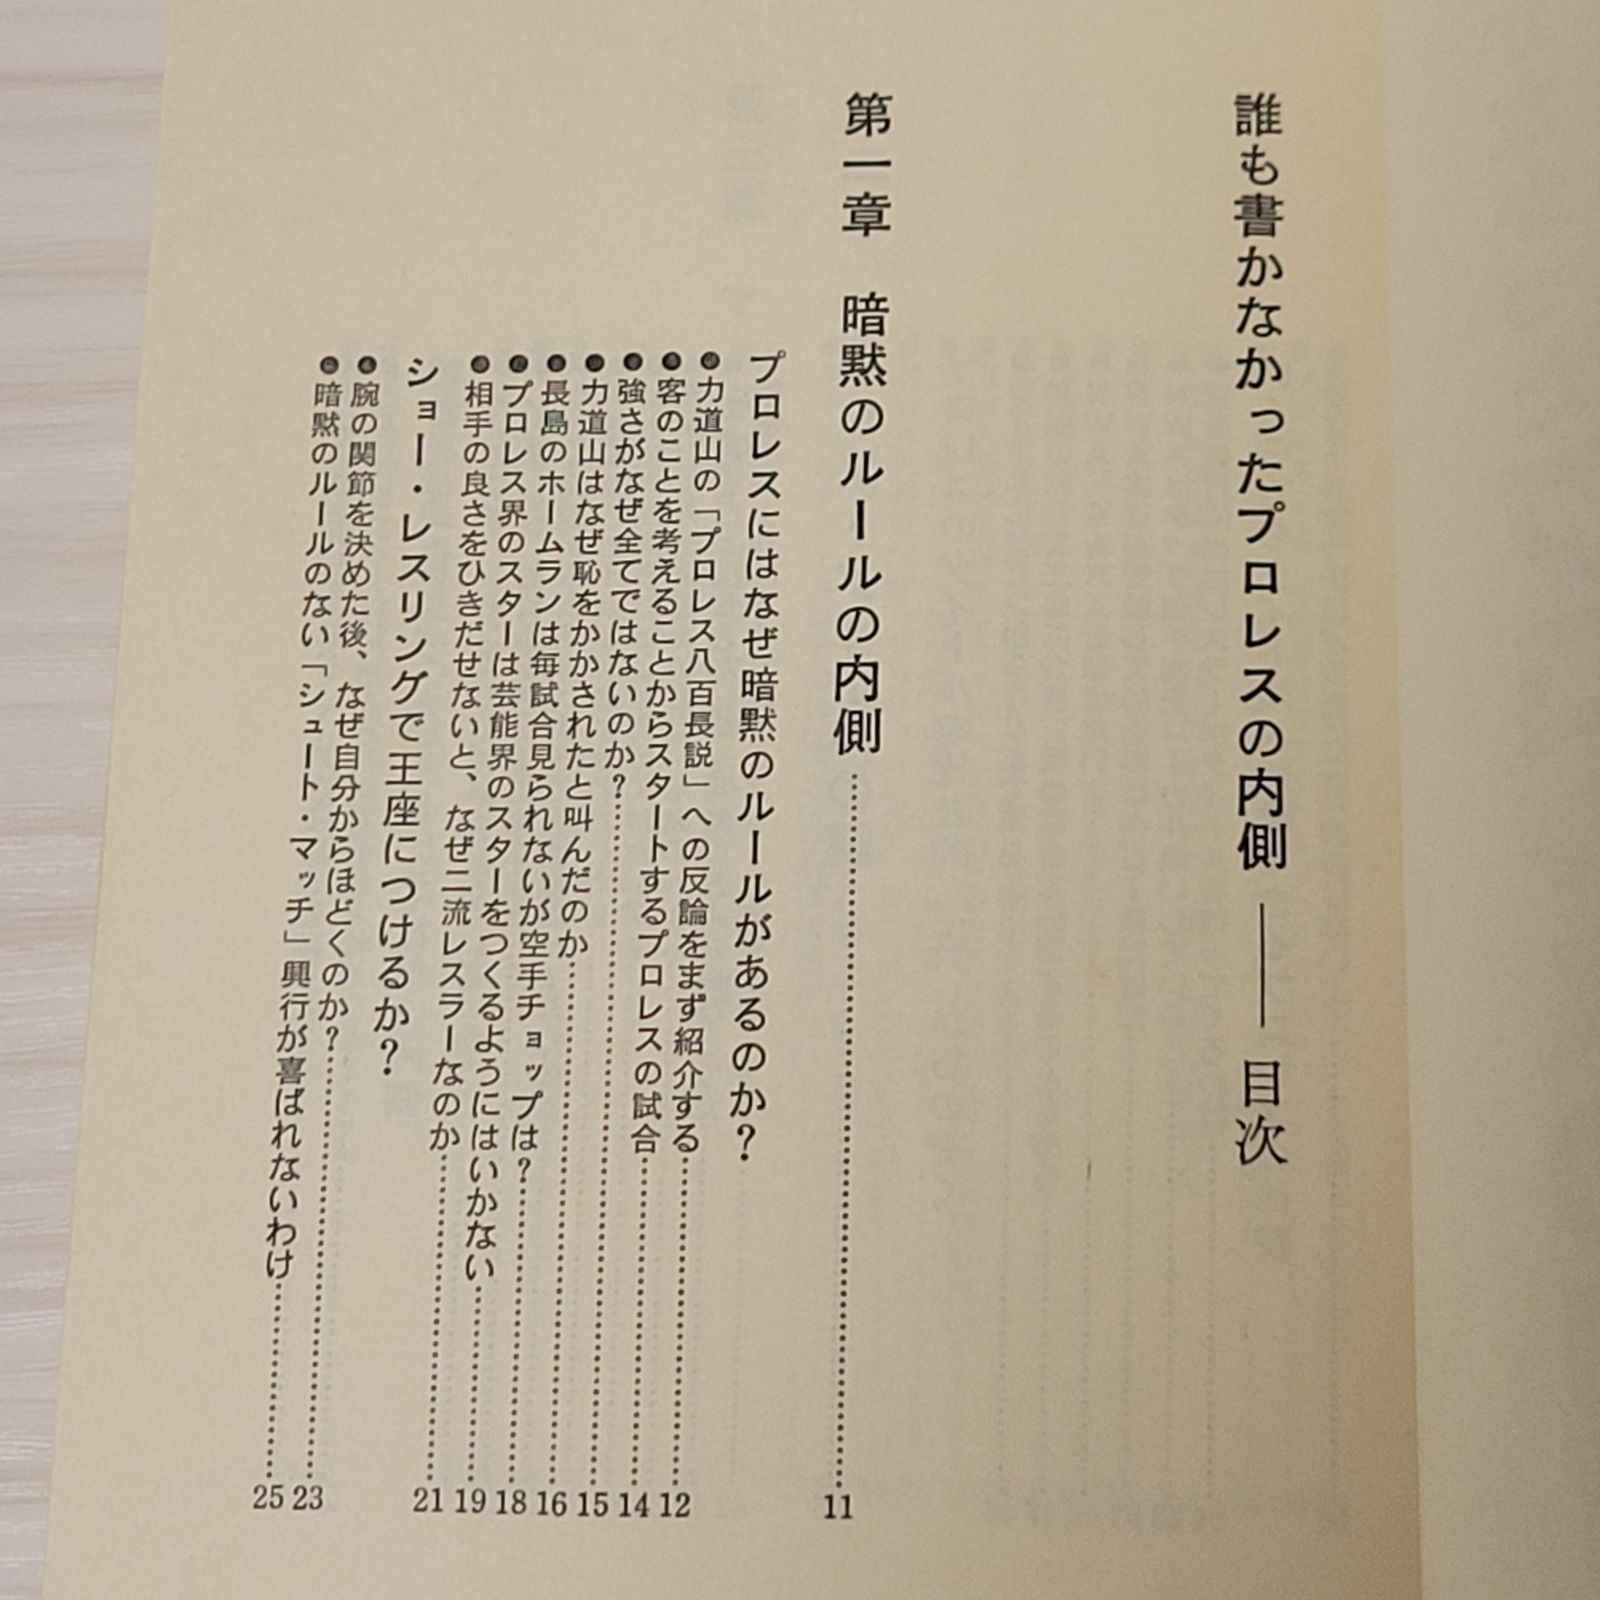 誰も書かなかったプロレスの内側――目次
第一章　暗黙のルールの内側……11
プロレスにはなぜ暗黙のルールがあるのか？
●力道山の「プロレス八百長説」への反論をまず紹介する……12
●客のことを考えることからスタートするプロレスの試合……14
●強さがなぜ全てではないのか？……15
●力道山はなぜ恥をかかされたと叫んだのか……16
●長島のホームランは毎試合見られないが空手チョップは？……18
●プロレス界のスターは芸能界のスターをつくるようにはいかない……19
●相手の良さをひきだせないと、なぜ二流レスラーなのか……21
ショー・レスリングで王座につけるか？
●腕の関節を決めた後、なぜ自分からほどくのか？……23
●暗黙のルールのない「シュート・マッチ」興行が喜ばれないわけ……25